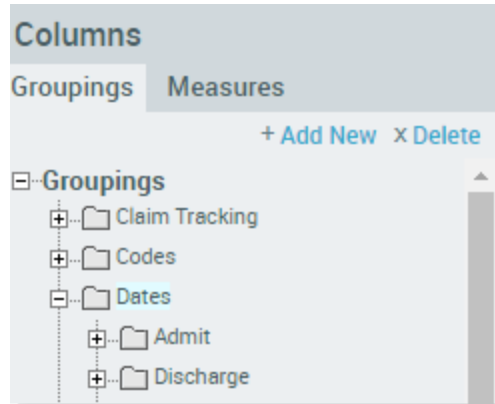 Columns
Groupings Measures
+ Add New x Delete
Groupings
Claim Tracking
Codes
Dates
Admit
Discharge